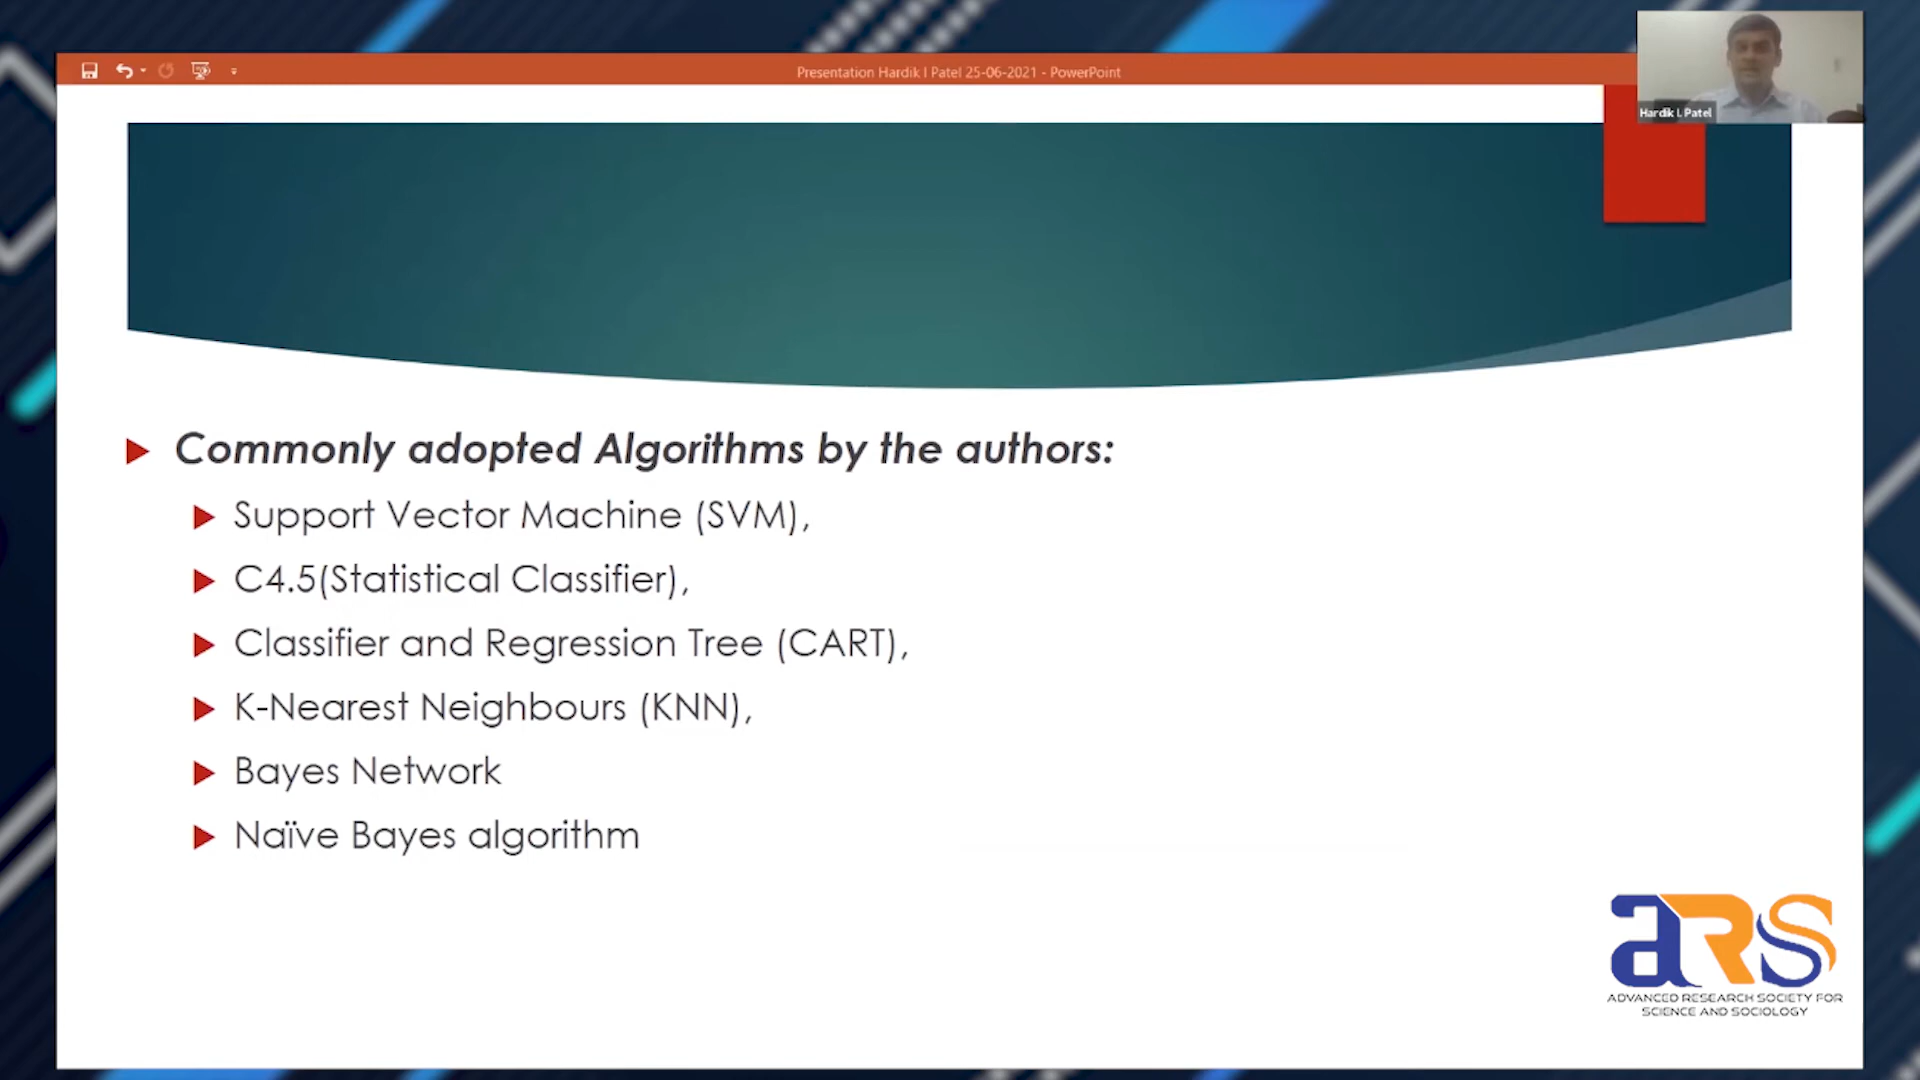 Presentation Hardik I Patel 25-06-2021 - PowerPoint
Hardik I. Patel
Commonly adopted Algorithms by the authors:
Support Vector Machine (SVM),
C4.5(Statistical Classifier),
Classifier and Regression Tree (CART),
K-Nearest Neighbours (KNN),
Bayes Network
Naïve Bayes algorithm
aRS
ADVANCED RESEARCH SOCIETY FOR
SCIENCE AND SOCIOLOGY